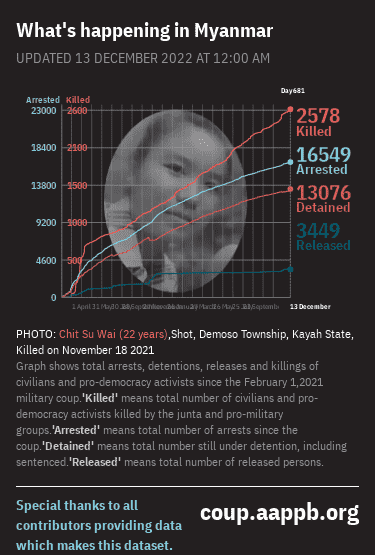 What's happening in Myanmar
UPDATED 13 DECEMBER 2022 AT 12:00 AM
Day681
Arrested Killed
23000 2600
2578
Killed
18400 2100
16549
Arrested
13800 1600
13076
Detained
9200 1000
3449
Released
4600 500
0
13 December
PHOTO: Chit Su Wai (22 years),Shot, Demoso Township, Kayah State,
Killed on November 18 2021
Graph shows total arrests, detentions, releases and killings of
civilians and pro-democracy activists since the February 1,2021
military coup.'Killed' means total number of civilians and pro-
democracy activists killed by the junta and pro-military
groups.'Arrested' means total number of arrests since the
coup.'Detained' means total number still under detention, including
sentenced.'Released' means total number of released persons.
Special thanks to all
contributors providing data
which makes this dataset.
coup.aappb.org